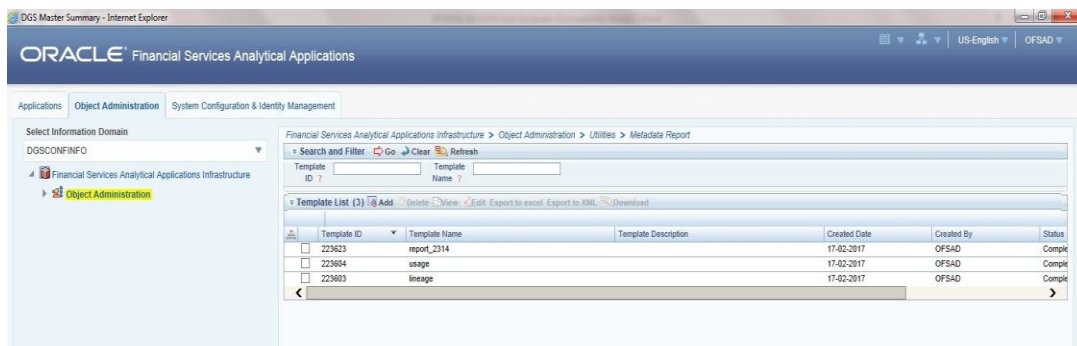 DGS Master Summary - Internet Explorer
ORACLE Financial Services Analytical Applications
US-English
OFSAD
Applications
Object Administration
System Configuration & Identity Management
Select Information Domain
DGSCONFINFO
Financial Services Analytical Applications Infrastructure
Object Administration
Financial Services Analytical Applications Infrastructure > Object Administration > Utilities > Metadata Report
Search and Filter Go Clear Refresh
Template ID ? Template Name ?
Template List (3) Add Delete View Edit Export to excel Export to XML Download
Template ID Template Name Template Description Created Date Created By Status
223623 report_2314 17-02-2017 OFSAD Comple
223604 usage 17-02-2017 OFSAD Comple
223603 lineage 17-02-2017 OFSAD Comple